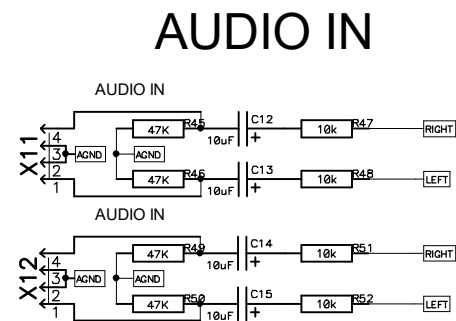 AUDIO IN
AUDIO IN
R45 C12 R47
4 47K 10k RIGHT
3 AGND AGND 10uF +
X11
2 R46 C13 R48
1 47K 10k LEFT
10uF +
AUDIO IN
R49 C14 R51
4 47K 10k RIGHT
3 AGND AGND 10uF +
X12
2 R50 C15 R52
1 47K 10k LEFT
10uF +